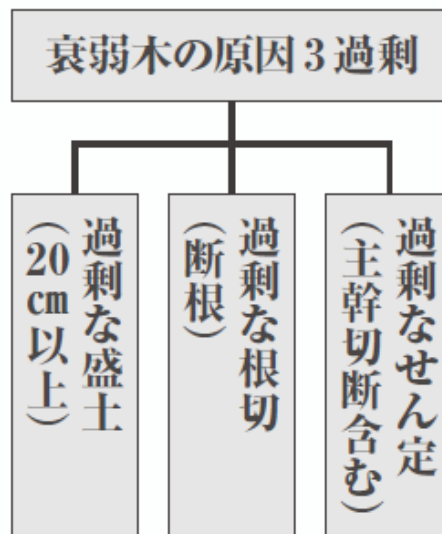 衰弱木の原因3過剰
過剰なせん定
(主幹切断含む)
過剰な根切
(断根)
過剰な盛土
(20cm以上)